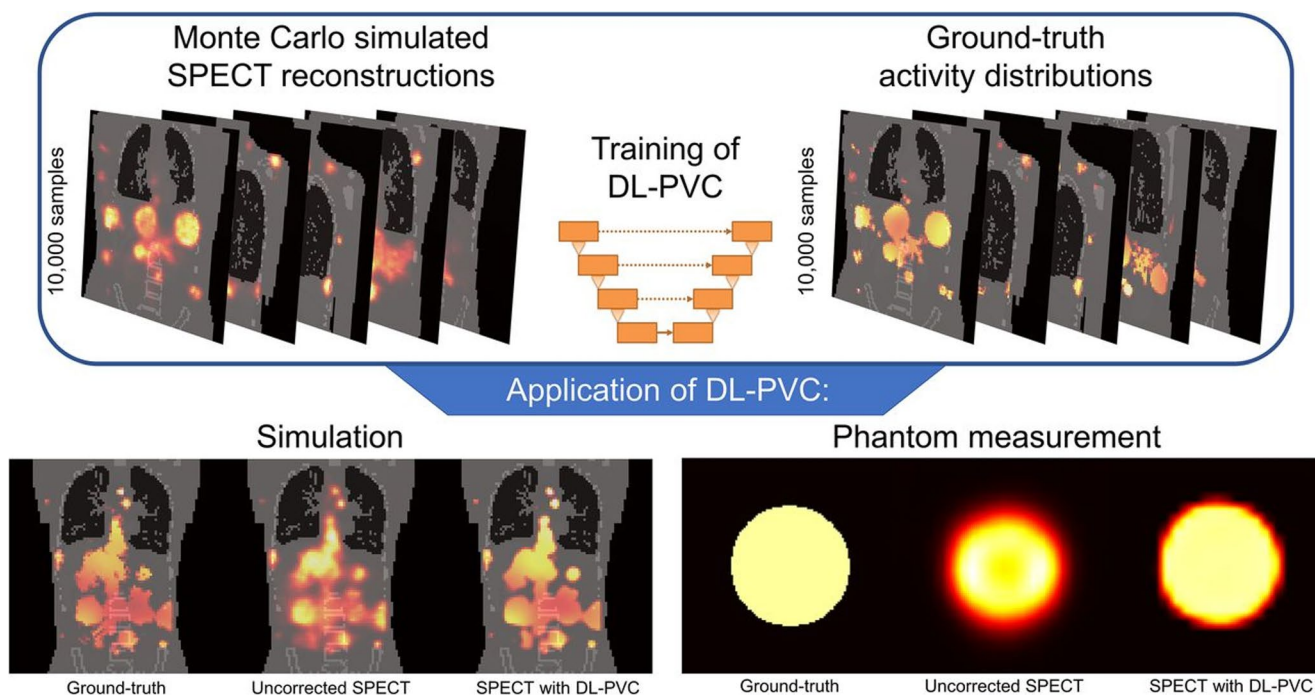 Monte Carlo simulated
SPECT reconstructions
10,000 samples
Training of
DL-PVC
Ground-truth
activity distributions
10,000 samples
Application of DL-PVC:
Simulation
Ground-truth
Uncorrected SPECT
SPECT with DL-PVC
Phantom measurement
Ground-truth
Uncorrected SPECT
SPECT with DL-PVC